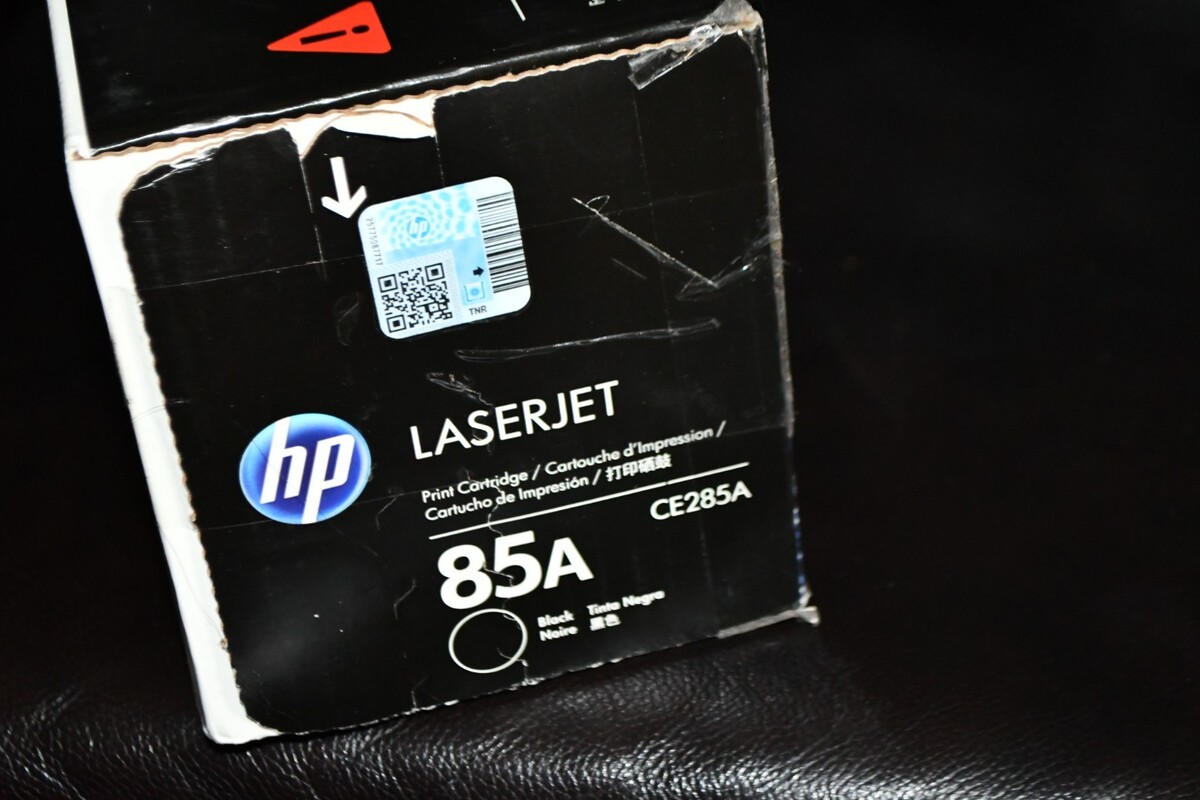 hp
TNR
hp
LASERJET
Print Cartridge / Cartouche d'Impression /
Cartucho de Impresión / 打印硒鼓
CE285A
85A
Black Tinta Negra
Noire 黑色